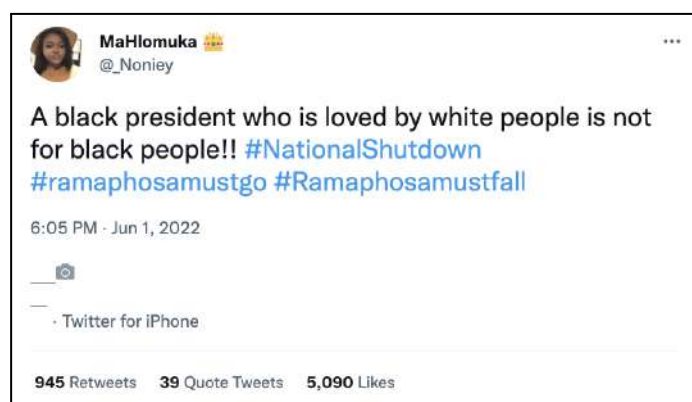 MaHlomuka 👑
@_Noniey
A black president who is loved by white people is not
for black people!! #NationalShutdown
#ramaphosamustgo #Ramaphosamustfall
6:05 PM · Jun 1, 2022
· Twitter for iPhone
945 Retweets 39 Quote Tweets 5,090 Likes